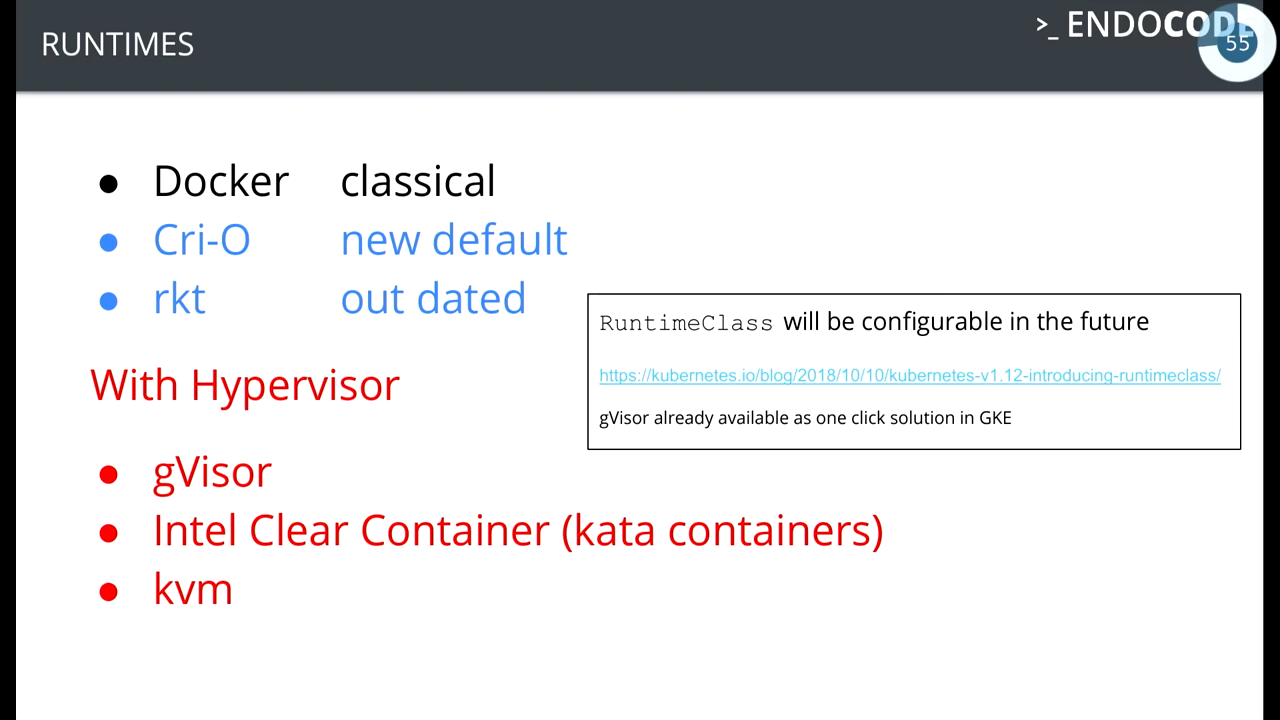 RUNTIMES
>_ ENDOCODE
55
● Docker classical
● Cri-O new default
● rkt out dated
RuntimeClass will be configurable in the future
https://kubernetes.io/blog/2018/10/10/kubernetes-v1.12-introducing-runtimeclass/
gVisor already available as one click solution in GKE
With Hypervisor
● gVisor
● Intel Clear Container (kata containers)
● kvm